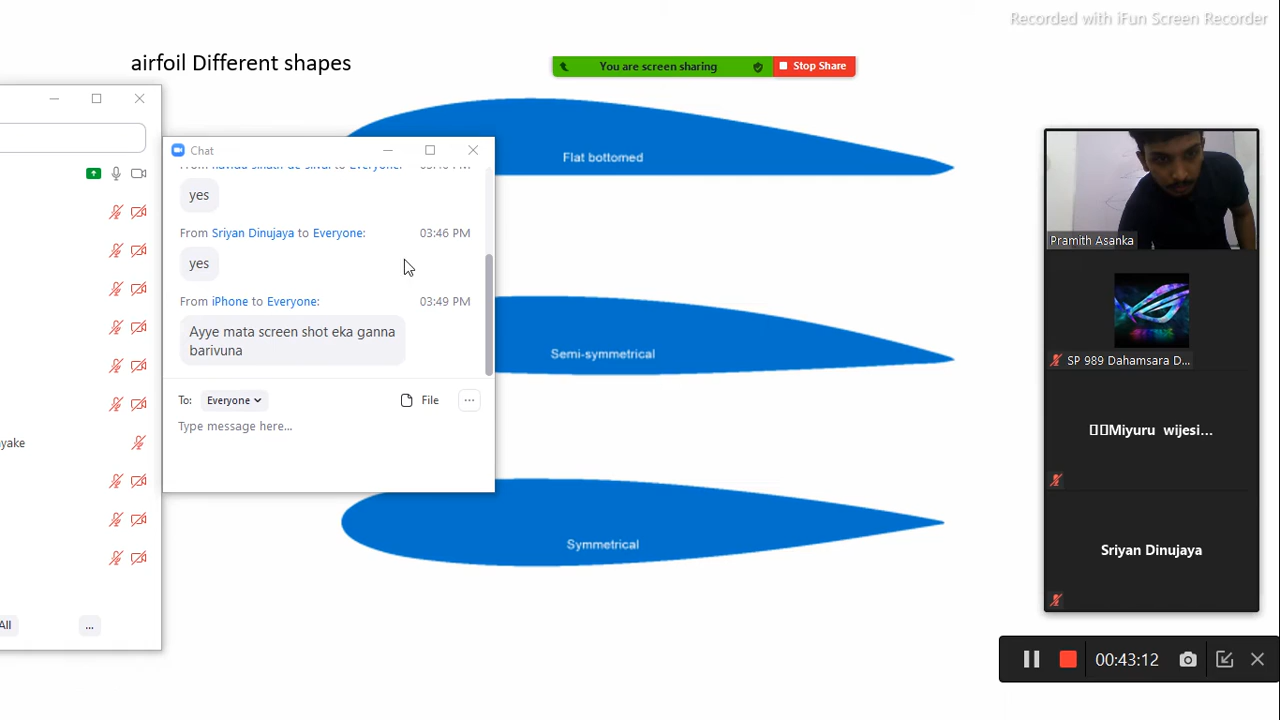 Recorded with iFun Screen Recorder
airfoil Different shapes
You are screen sharing
Stop Share
Chat
Flat bottomed
yes
From Sriyan Dinujaya to Everyone:
03:46 PM
yes
From iPhone to Everyone:
03:49 PM
Ayye mata screen shot eka ganna
barivuna
Semi-symmetrical
To: Everyone
File
Type message here...
Symmetrical
All
...
Pramith Asanka
SP 989 Dahamsara D...
Miyuru wijesi...
Sriyan Dinujaya
00:43:12